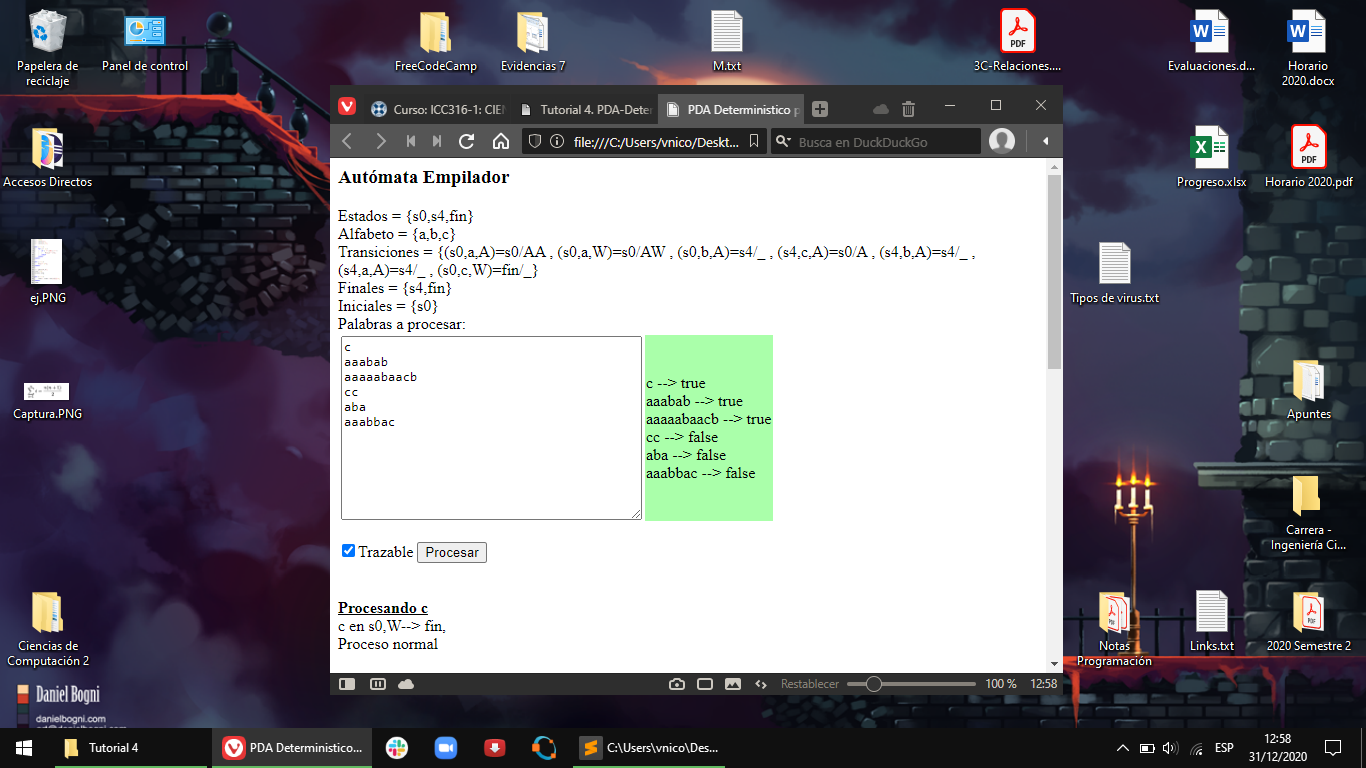 Papelera de
reciclaje
Panel de control
FreeCodeCamp
Evidencias 7
M.txt
PDF
3C-Relaciones....
Evaluaciones.d...
Horario
2020.docx
Accesos Directos
ej.PNG
Captura.PNG
Ciencias de
Computación 2
Daniel Bogni
danielbogni.com
Progreso.xlsx
PDF
Horario 2020.pdf
Tipos de virus.txt
Apuntes
Carrera -
Ingeniería Ci...
Notas
Programación
Links.txt
2020 Semestre 2
Curso: ICC316-1: CIEN
Tutorial 4. PDA-Deter
PDA Deterministico p
file:///C:/Users/vnico/Deskt...
Busca en DuckDuckGo
Autómata Empilador
Estados = {s0,s4,fin}
Alfabeto = {a,b,c}
Transiciones = {(s0,a,A)=s0/AA , (s0,a,W)=s0/AW , (s0,b,A)=s4/_ , (s4,c,A)=s0/A , (s4,b,A)=s4/_ ,
(s4,a,A)=s4/_ , (s0,c,W)=fin/_}
Finales = {s4,fin}
Iniciales = {s0}
Palabras a procesar:
c
aaabab
aaaaabaacb
cc
aba
aaabbac
c --> true
aaabab --> true
aaaaabaacb --> true
cc --> false
aba --> false
aaabbac --> false
Trazable
Procesar
Procesando c
c en s0,W--> fin,
Proceso normal
Restablecer
100 %
12:58
Tutorial 4
PDA Deterministico...
C:\Users\vnico\Des...
ESP
12:58
31/12/2020